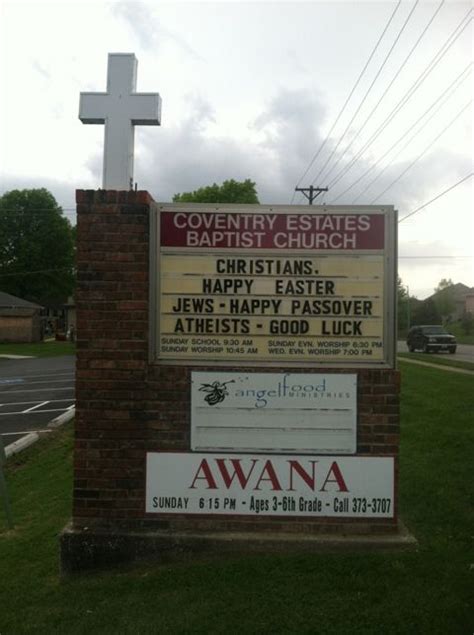 COVENTRY ESTATES
BAPTIST CHURCH
CHRISTIANS.
HAPPY EASTER
JEWS - HAPPY PASSOVER
ATHEISTS - GOOD LUCK
SUNDAY SCHOOL 9:30 AM SUNDAY EVN. WORSHIP 6:30 PM
SUNDAY WORSHIP 10:45 AM WED. EVN. WORSHIP 7:00 PM
angelfood
MINISTRIES
AWANA
SUNDAY 6:15 PM - Ages 3-6th Grade - Call 373-7707